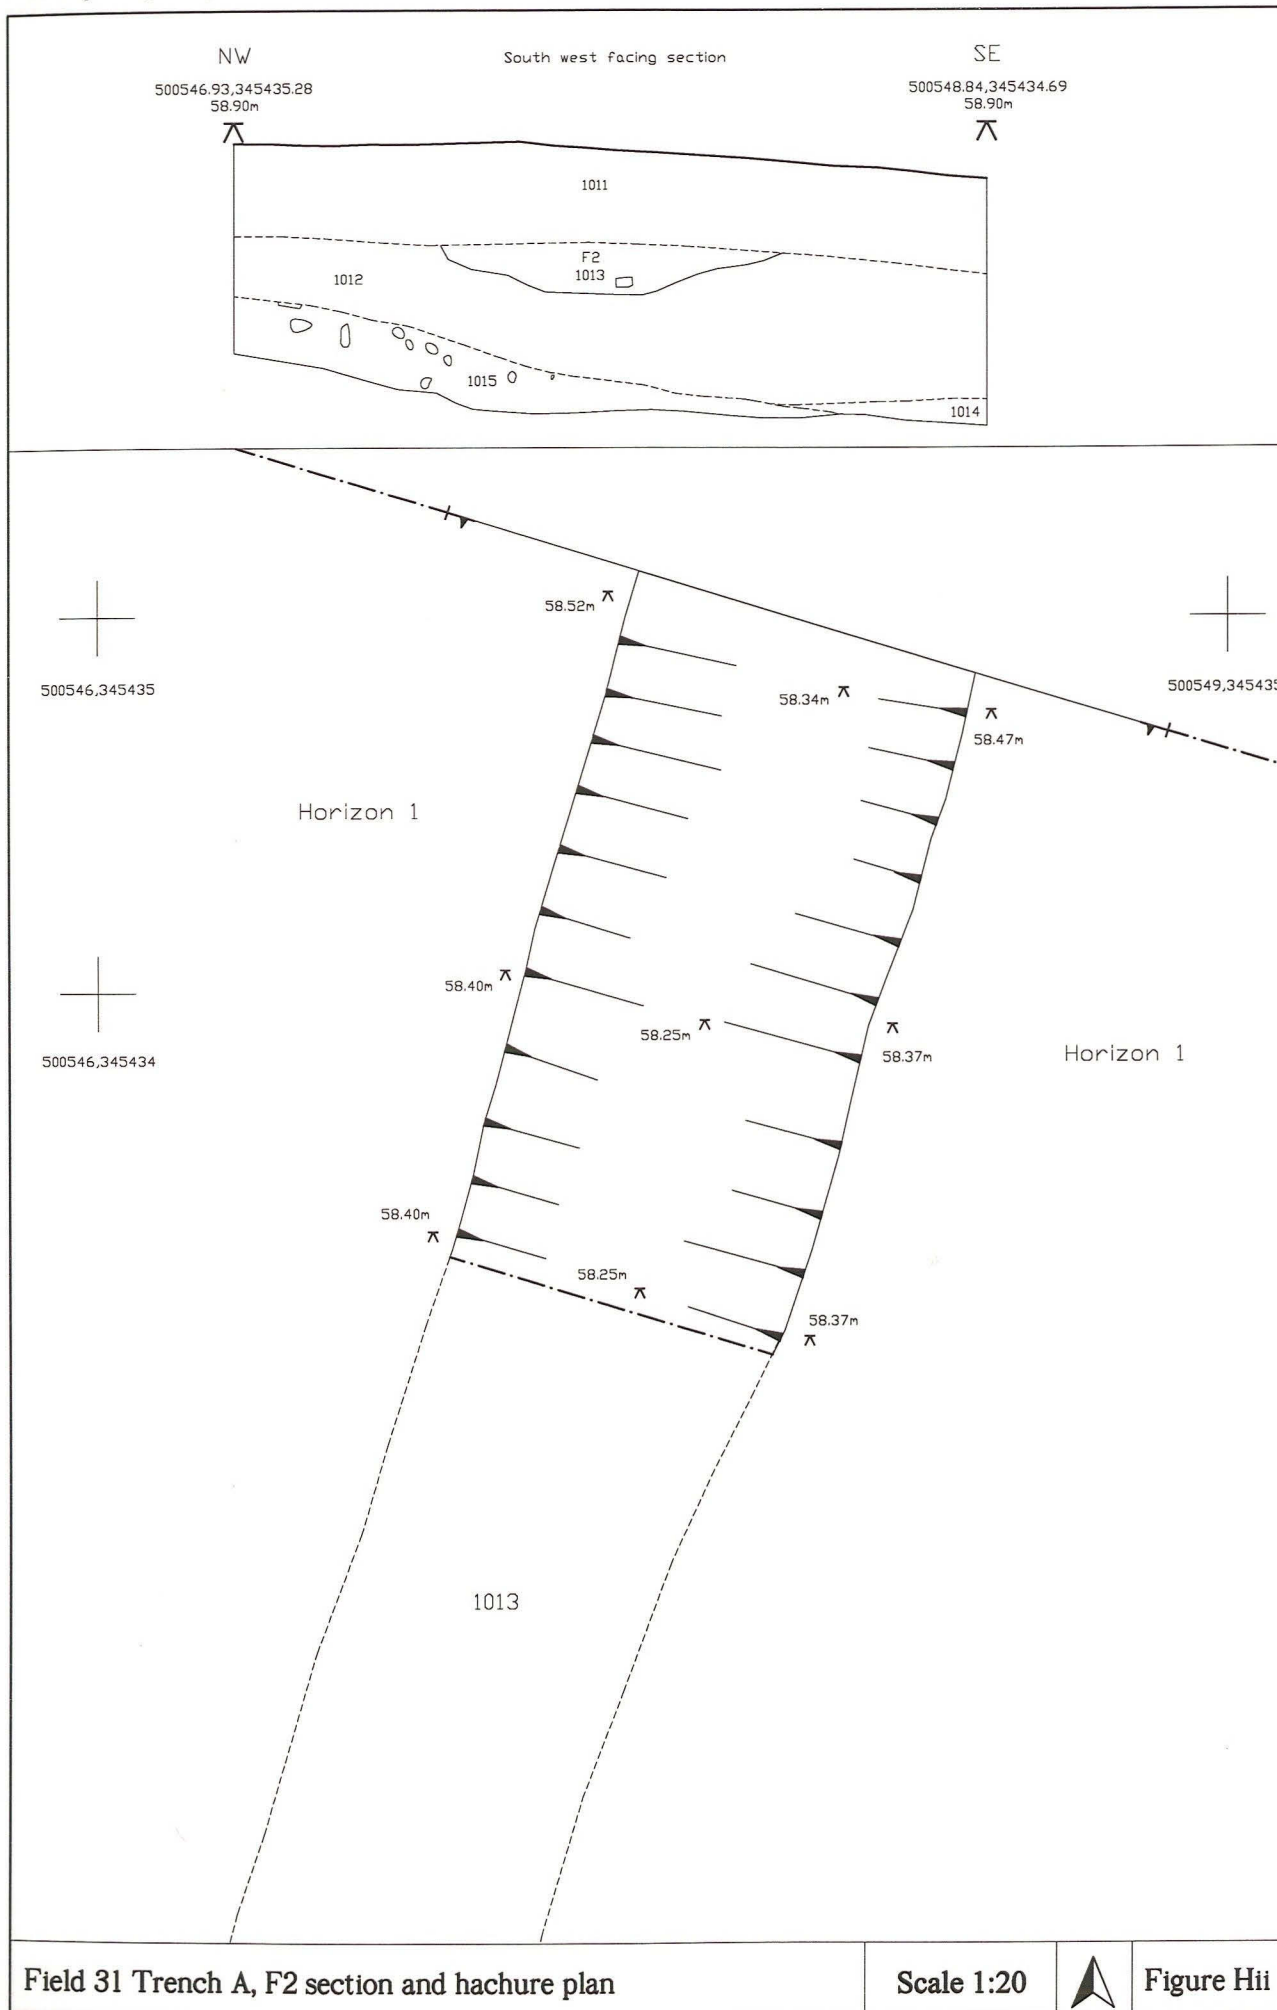 NW
South west facing section
SE
500546.93,345435.28
58.90m
500548.84,345434.69
58.90m
1011
F2
1013
1012
1015
1014
58.52m
500546,345435
58.34m
500549,345435
58.47m
Horizon 1
58.40m
58.25m
500546,345434
58.37m
Horizon 1
58.40m
58.25m
58.37m
1013
Field 31 Trench A, F2 section and hachure plan
Scale 1:20
Figure Hii